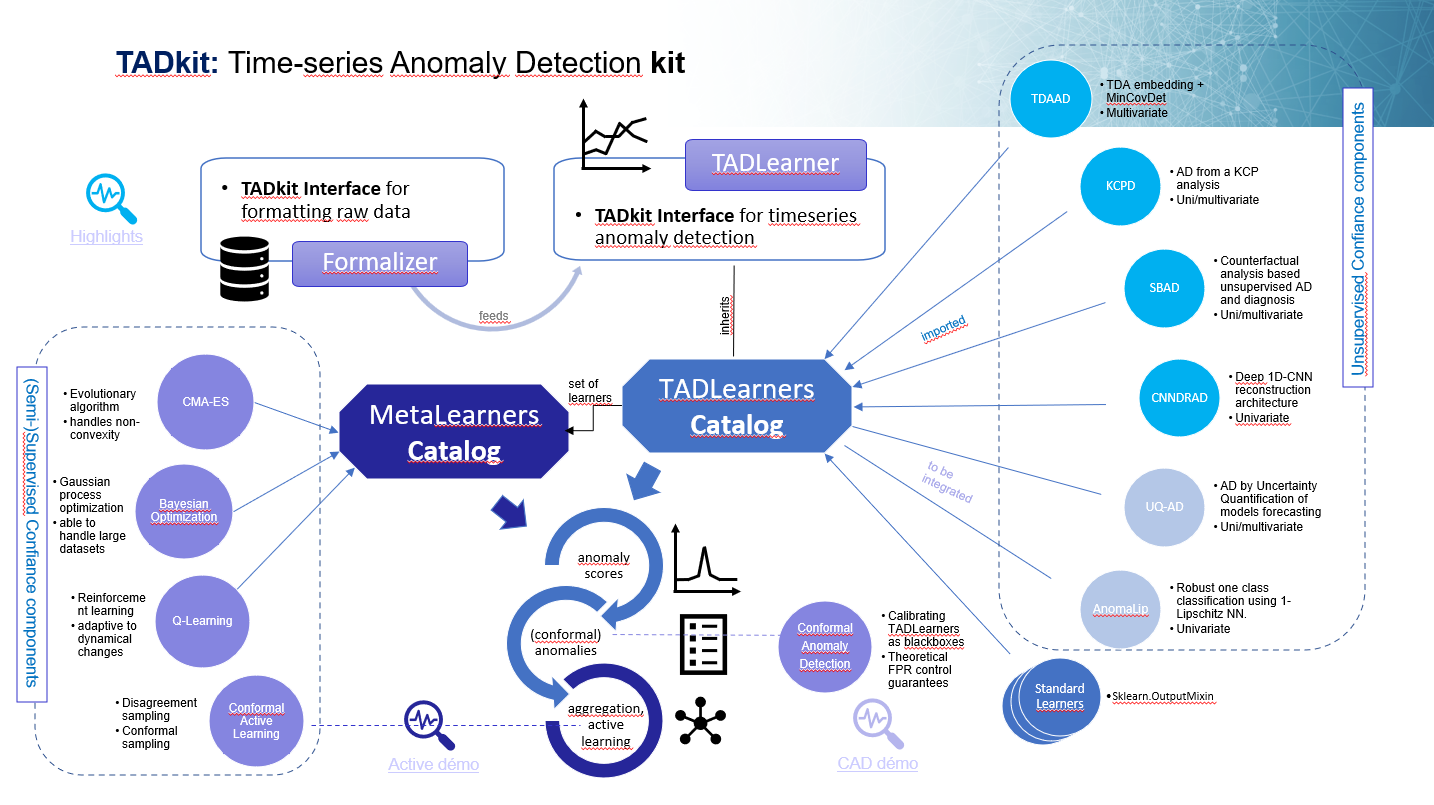 TADkit: Time-series Anomaly Detection kit
Highlights
• TADkit Interface for
formatting raw data
Formalizer
feeds
TADLearner
• TADkit Interface for timeseries
anomaly detection
inherits
TADLearners
Catalog
set of
learners
MetaLearners
Catalog
imported
to be
integrated
Unsupervised Confiance components
TDAAD
• TDA embedding +
MinCovDet
• Multivariate
KCPD
• AD from a KCP
analysis
• Uni/multivariate
SBAD
• Counterfactual
analysis based
unsupervised AD
and diagnosis
• Uni/multivariate
CNNDRAD
• Deep 1D-CNN
reconstruction
architecture
• Univariate
UQ-AD
• AD by Uncertainty
Quantification of
models forecasting
• Uni/multivariate
AnomaLip
• Robust one class
classification using 1-
Lipschitz NN.
• Univariate
Standard
Learners
•Sklearn.OutputMixin
(Semi-)Supervised Confiance components
CMA-ES
• Evolutionary
algorithm
• handles non-
convexity
Bayesian
Optimization
• Gaussian
process
optimization
• able to
handle large
datasets
Q-Learning
• Reinforceme
nt learning
• adaptive to
dynamical
changes
Conformal
Active
Learning
• Disagreement
sampling
• Conformal
sampling
anomaly
scores
(conformal)
anomalies
aggregation,
active
learning
Conformal
Anomaly
Detection
• Calibrating
TADLearners
as blackboxes
• Theoretical
FPR control
guarantees
Active démo
CAD démo